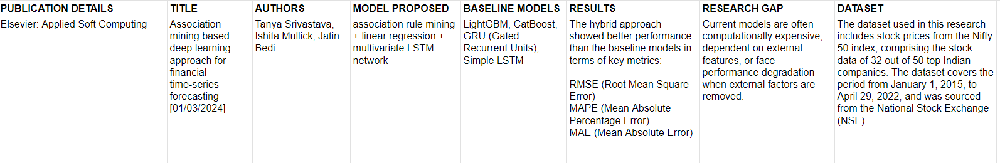 PUBLICATION DETAILS
TITLE
AUTHORS
MODEL PROPOSED
BASELINE MODELS
RESULTS
RESEARCH GAP
DATASET
Elsevier: Applied Soft Computing
Association
mining based
deep learning
approach for
financial
time-series
forecasting
[01/03/2024]
Tanya Srivastava,
Ishita Mullick, Jatin
Bedi
association rule mining
+ linear regression +
multivariate LSTM
network
LightGBM, CatBoost,
GRU (Gated
Recurrent Units),
Simple LSTM
The hybrid approach
showed better performance
than the baseline models in
terms of key metrics:
RMSE (Root Mean Square
Error)
MAPE (Mean Absolute
Percentage Error)
MAE (Mean Absolute Error)
Current models are often
computationally expensive,
dependent on external
features, or face
performance degradation
when external factors are
removed.
The dataset used in this research
includes stock prices from the Nifty
50 index, comprising the stock
data of 32 out of 50 top Indian
companies. The dataset covers the
period from January 1, 2015, to
April 29, 2022, and was sourced
from the National Stock Exchange
(NSE).